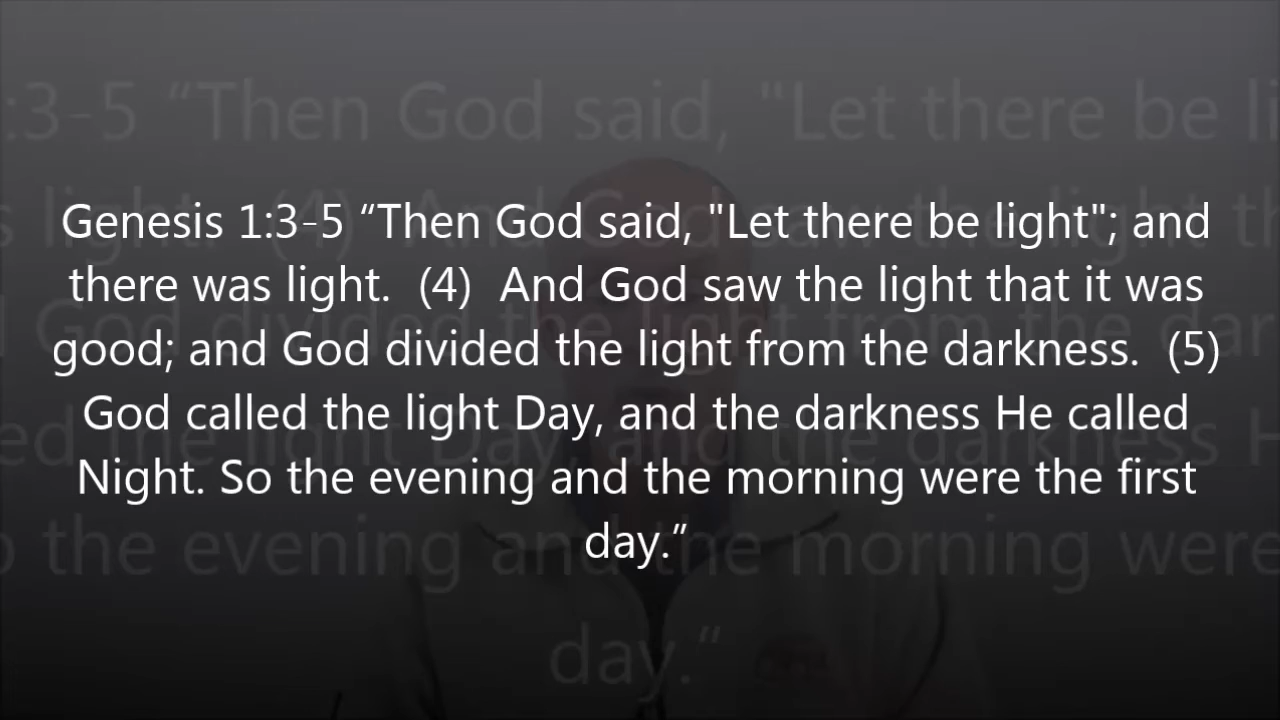 Genesis 1:3-5 “Then God said, "Let there be light"; and
there was light.  (4)  And God saw the light that it was
good; and God divided the light from the darkness.  (5)
God called the light Day, and the darkness He called
Night. So the evening and the morning were the first
day.”